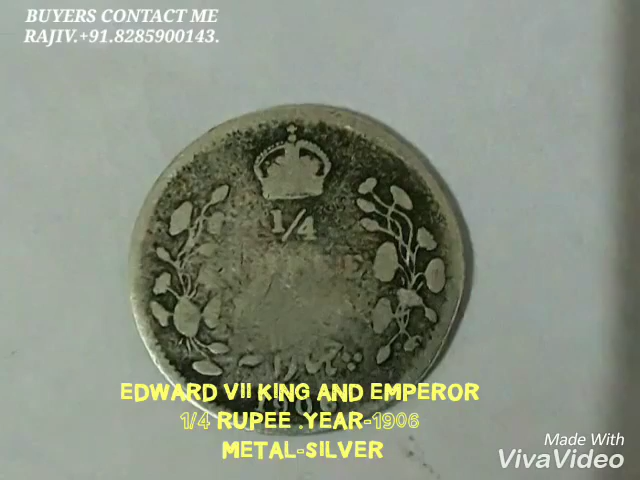 BUYERS CONTACT ME
RAJIV.+91.8285900143.
1/4
EDWARD VII KING AND EMPEROR
1/4 RUPEE .YEAR-1906
METAL-SILVER
Made With
VivaVideo